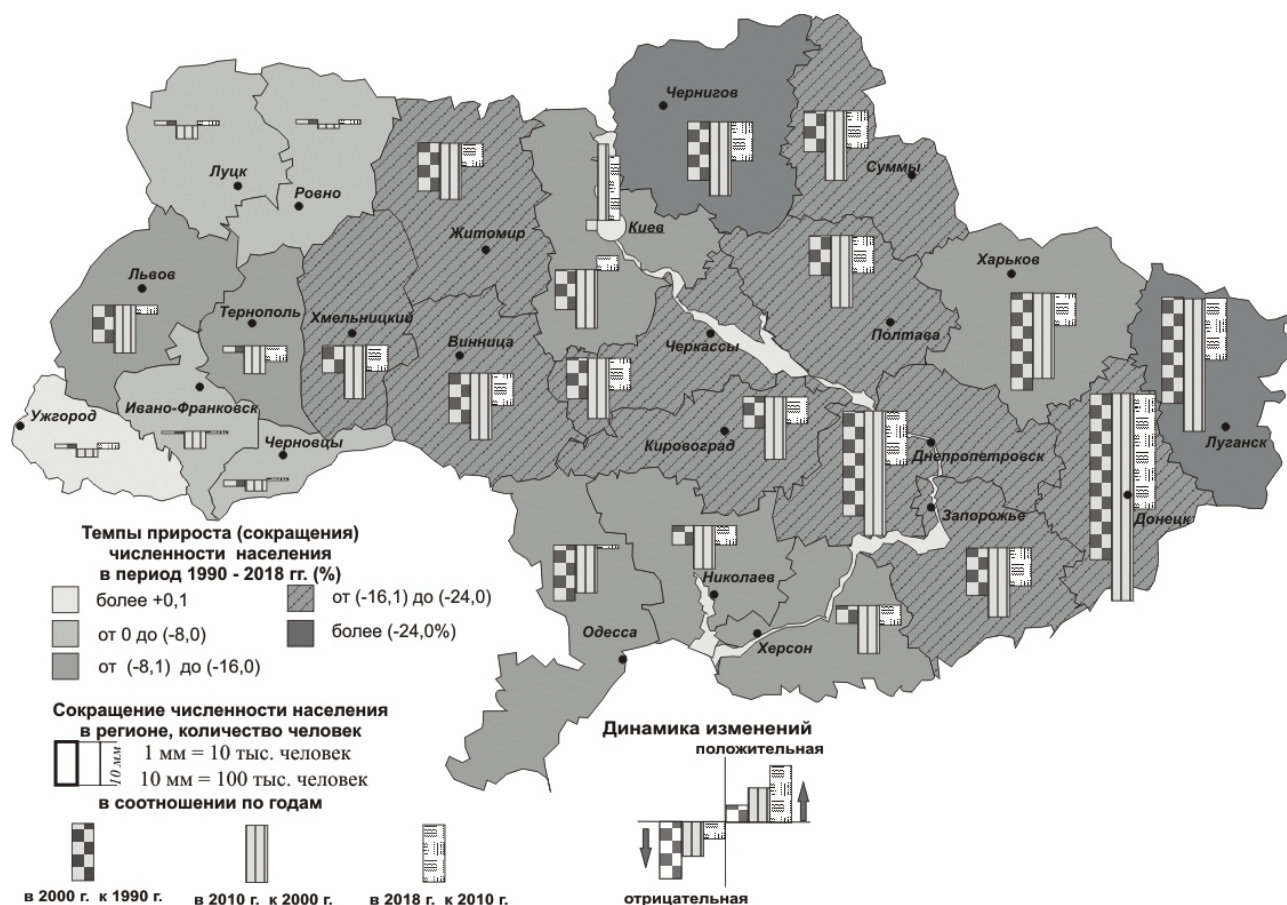 Чернигов
Суммы
Луцк
Ровно
Киев
Житомир
Львов
Харьков
Тернополь
Хмельницкий
Винница
Черкассы
Полтава
Ужгород
Ивано-Франковск
Черновцы
Кировоград
Днепропетровск
Луганск
Донецк
Запорожье
Николаев
Одесса
Херсон
Темпы прироста (сокращения)
численности населения
в период 1990 - 2018 гг. (%)
более +0,1
от 0 до (-8,0)
от (-8,1) до (-16,0)
от (-16,1) до (-24,0)
более (-24,0%)
Сокращение численности населения
в регионе, количество человек
10 мм
1 мм = 10 тыс. человек
10 мм = 100 тыс. человек
в соотношении по годам
в 2000 г. к 1990 г.
в 2010 г. к 2000 г.
в 2018 г. к 2010 г.
Динамика изменений
положительная
отрицательная